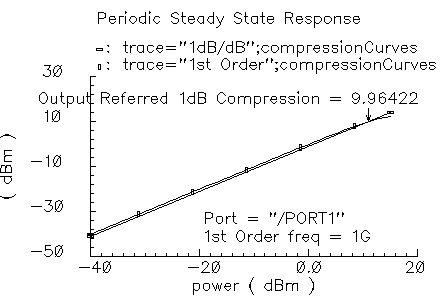 Periodic Steady State Response
: trace="1dB/dB";compressionCurves
: trace="1st Order";compressionCurves
30
Output Referred 1dB Compression = 9.96422
10
( dBm )
-10
-30
Port = "/PORT1"
1st Order freq = 1G
-50
-40 -20 0.0 20
power ( dBm )